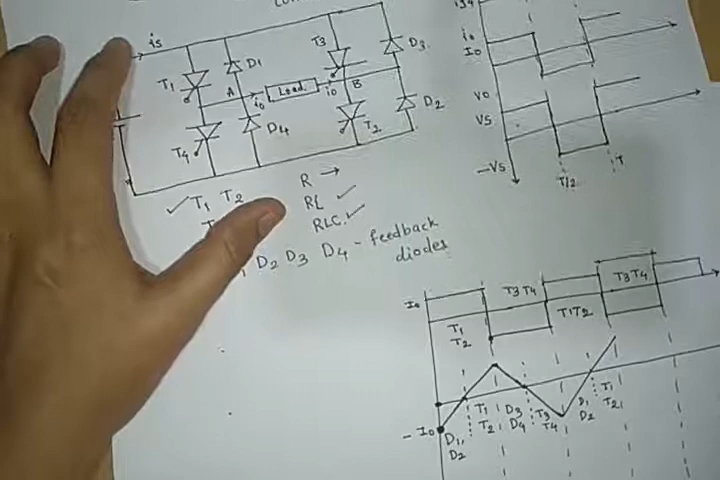 is
T1
D1
T3
D3
A
io
Load
io
B
T4
D4
T2
D2
✓T1 T2
R →
RL ✓
RLC ✓
D2 D3 D4 - feedback
diodes
io
Io
Vo
Vs
-Vs
T/2
T
Io
T1
T2
T3 T4
T1T2
T3 T4
-Io
D1,
D2
T1
T2
D3
D4
T3
T4
D1
D2
T1
T2